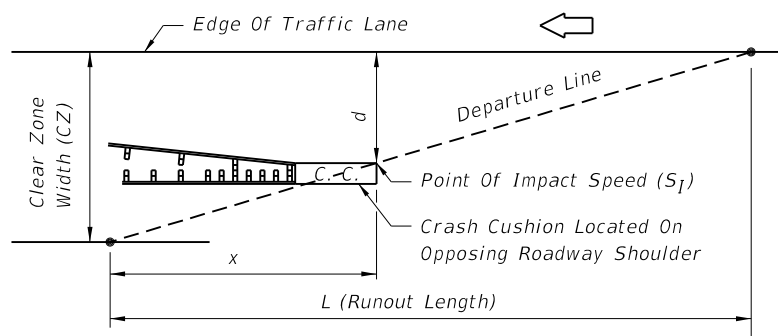 Edge Of Traffic Lane
Clear Zone
Width (CZ)
d
Departure Line
C. C.
Point Of Impact Speed (S_I)
Crash Cushion Located On
Opposing Roadway Shoulder
x
L (Runout Length)